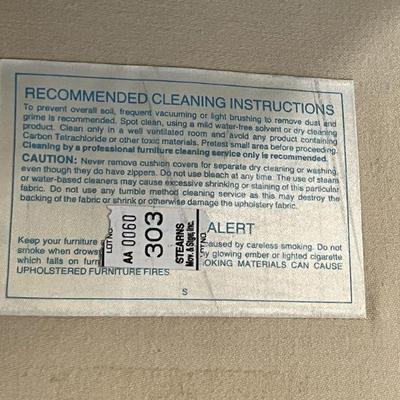 RECOMMENDED CLEANING INSTRUCTIONS
To prevent overall soil, frequent vacuuming or light brushing to remove dust and
grime is recommended. Spot clean, using a mild water-free solvent or dry cleaning
product. Clean only in a well ventilated room and avoid any product containing
Carbon Tetrachloride or other toxic materials. Pretest small area before proceeding.
Cleaning by a professional furniture cleaning service only is recommended.
CAUTION: Never remove cushion covers for separate dry cleaning or washing,
even though they do have zippers. Do not use bleach at any time. The use of steam
or water-based cleaners may cause excessive shrinking or staining of this particular
fabric. Do not use any tumble method cleaning service as this may destroy the
backing of the fabric or shrink or otherwise damage the upholstery fabric.
ALERT
Keep your furniture caused by careless smoking. Do not
smoke when drows by glowing ember or lighted cigarette
which falls on furn OKING MATERIALS CAN CAUSE
UPHOLSTERED FURNITURE FIRES
S
LOT NO
AA 0060
303
STEARNS
Mov. & Stge, Inc.
LOT NO.